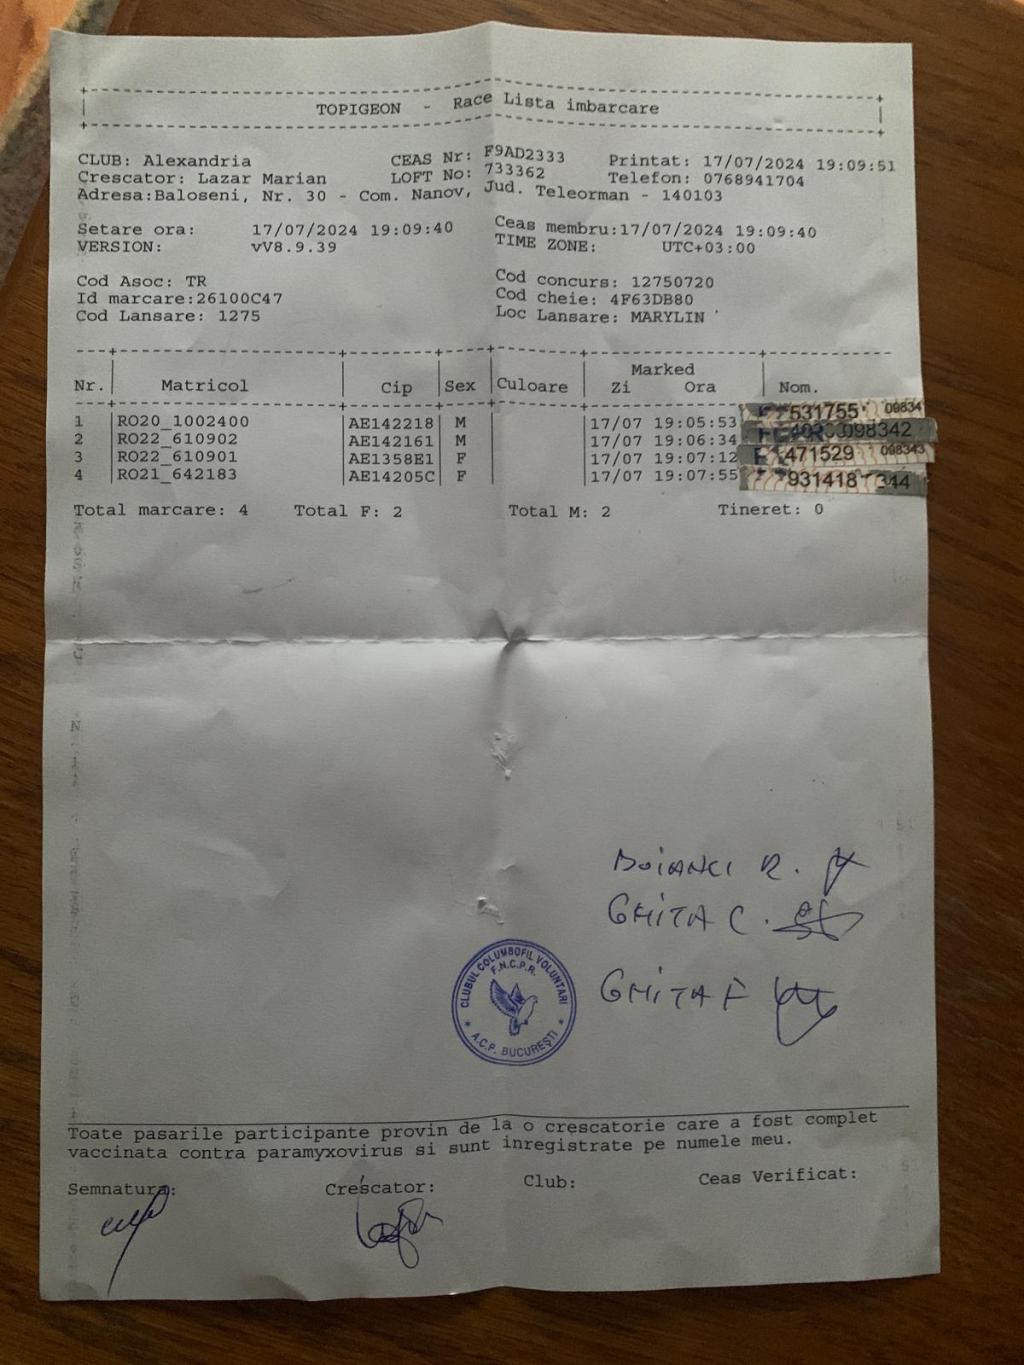 TOPIGEON - Race Lista imbarcare
CLUB: Alexandria CEAS Nr: F9AD2333 Printat: 17/07/2024 19:09:51
Crescator: Lazar Marian LOFT No: 733362 Telefon: 0768941704
Adresa:Baloseni, Nr. 30 - Com. Nanov, Jud. Teleorman - 140103
Setare ora: 17/07/2024 19:09:40 Ceas membru:17/07/2024 19:09:40
VERSION: vV8.9.39 TIME ZONE: UTC+03:00
Cod Asoc: TR Cod concurs: 12750720
Id marcare:26100C47 Cod cheie: 4F63DB80
Cod Lansare: 1275 Loc Lansare: MARYLIN
Marked
Nr. Matricol Cip Sex Culoare Zi Ora Nom.
1 RO20_1002400 AE142218 M 17/07 19:05:53 531755 09834
2 RO22_610902 AE142161 M 17/07 19:06:34 098342
3 RO22_610901 AE1358E1 F 17/07 19:07:12 471529 098343
4 RO21_642183 AE14205C F 17/07 19:07:55 931418 344
Total marcare: 4 Total F: 2 Total M: 2 Tineret: 0
BOIANCI R.
GHITA C.
GHITA F
CLUBUL COLUMBOFIL VOLUNTARI
F.N.C.P.R.
* A.C.P. BUCUREȘTI *
Toate pasarile participante provin de la o crescatorie care a fost complet
vaccinata contra paramyxovirus si sunt inregistrate pe numele meu.
Semnatura: Crescator: Club: Ceas Verificat: